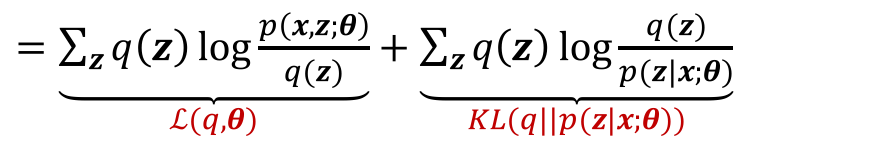 = ∑_z q(z) log p(x,z;θ)/q(z) + ∑_z q(z) log q(z)/p(z|x;θ)
ℒ(q,θ) KL(q||p(z|x;θ))